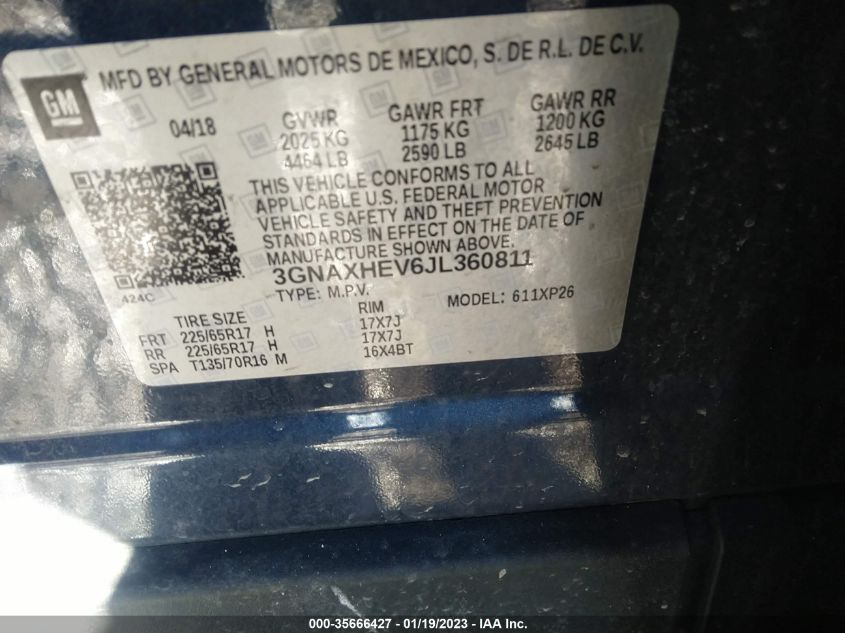 GM
MFD BY GENERAL MOTORS DE MEXICO, S. DE R.L. DE C.V.
04/18 GVWR GAWR FRT GAWR RR
2025 KG 1175 KG 1200 KG
4464 LB 2590 LB 2645 LB
THIS VEHICLE CONFORMS TO ALL
APPLICABLE U.S. FEDERAL MOTOR
VEHICLE SAFETY AND THEFT PREVENTION
STANDARDS IN EFFECT ON THE DATE OF
MANUFACTURE SHOWN ABOVE.
3GNAXHEV6JL360811
424C
TYPE: M.P.V. MODEL: 611XP26
TIRE SIZE RIM
FRT 225/65R17 H 17X7J
RR 225/65R17 H 17X7J
SPA T135/70R16 M 16X4BT
000-35666427 - 01/19/2023 - IAA Inc.